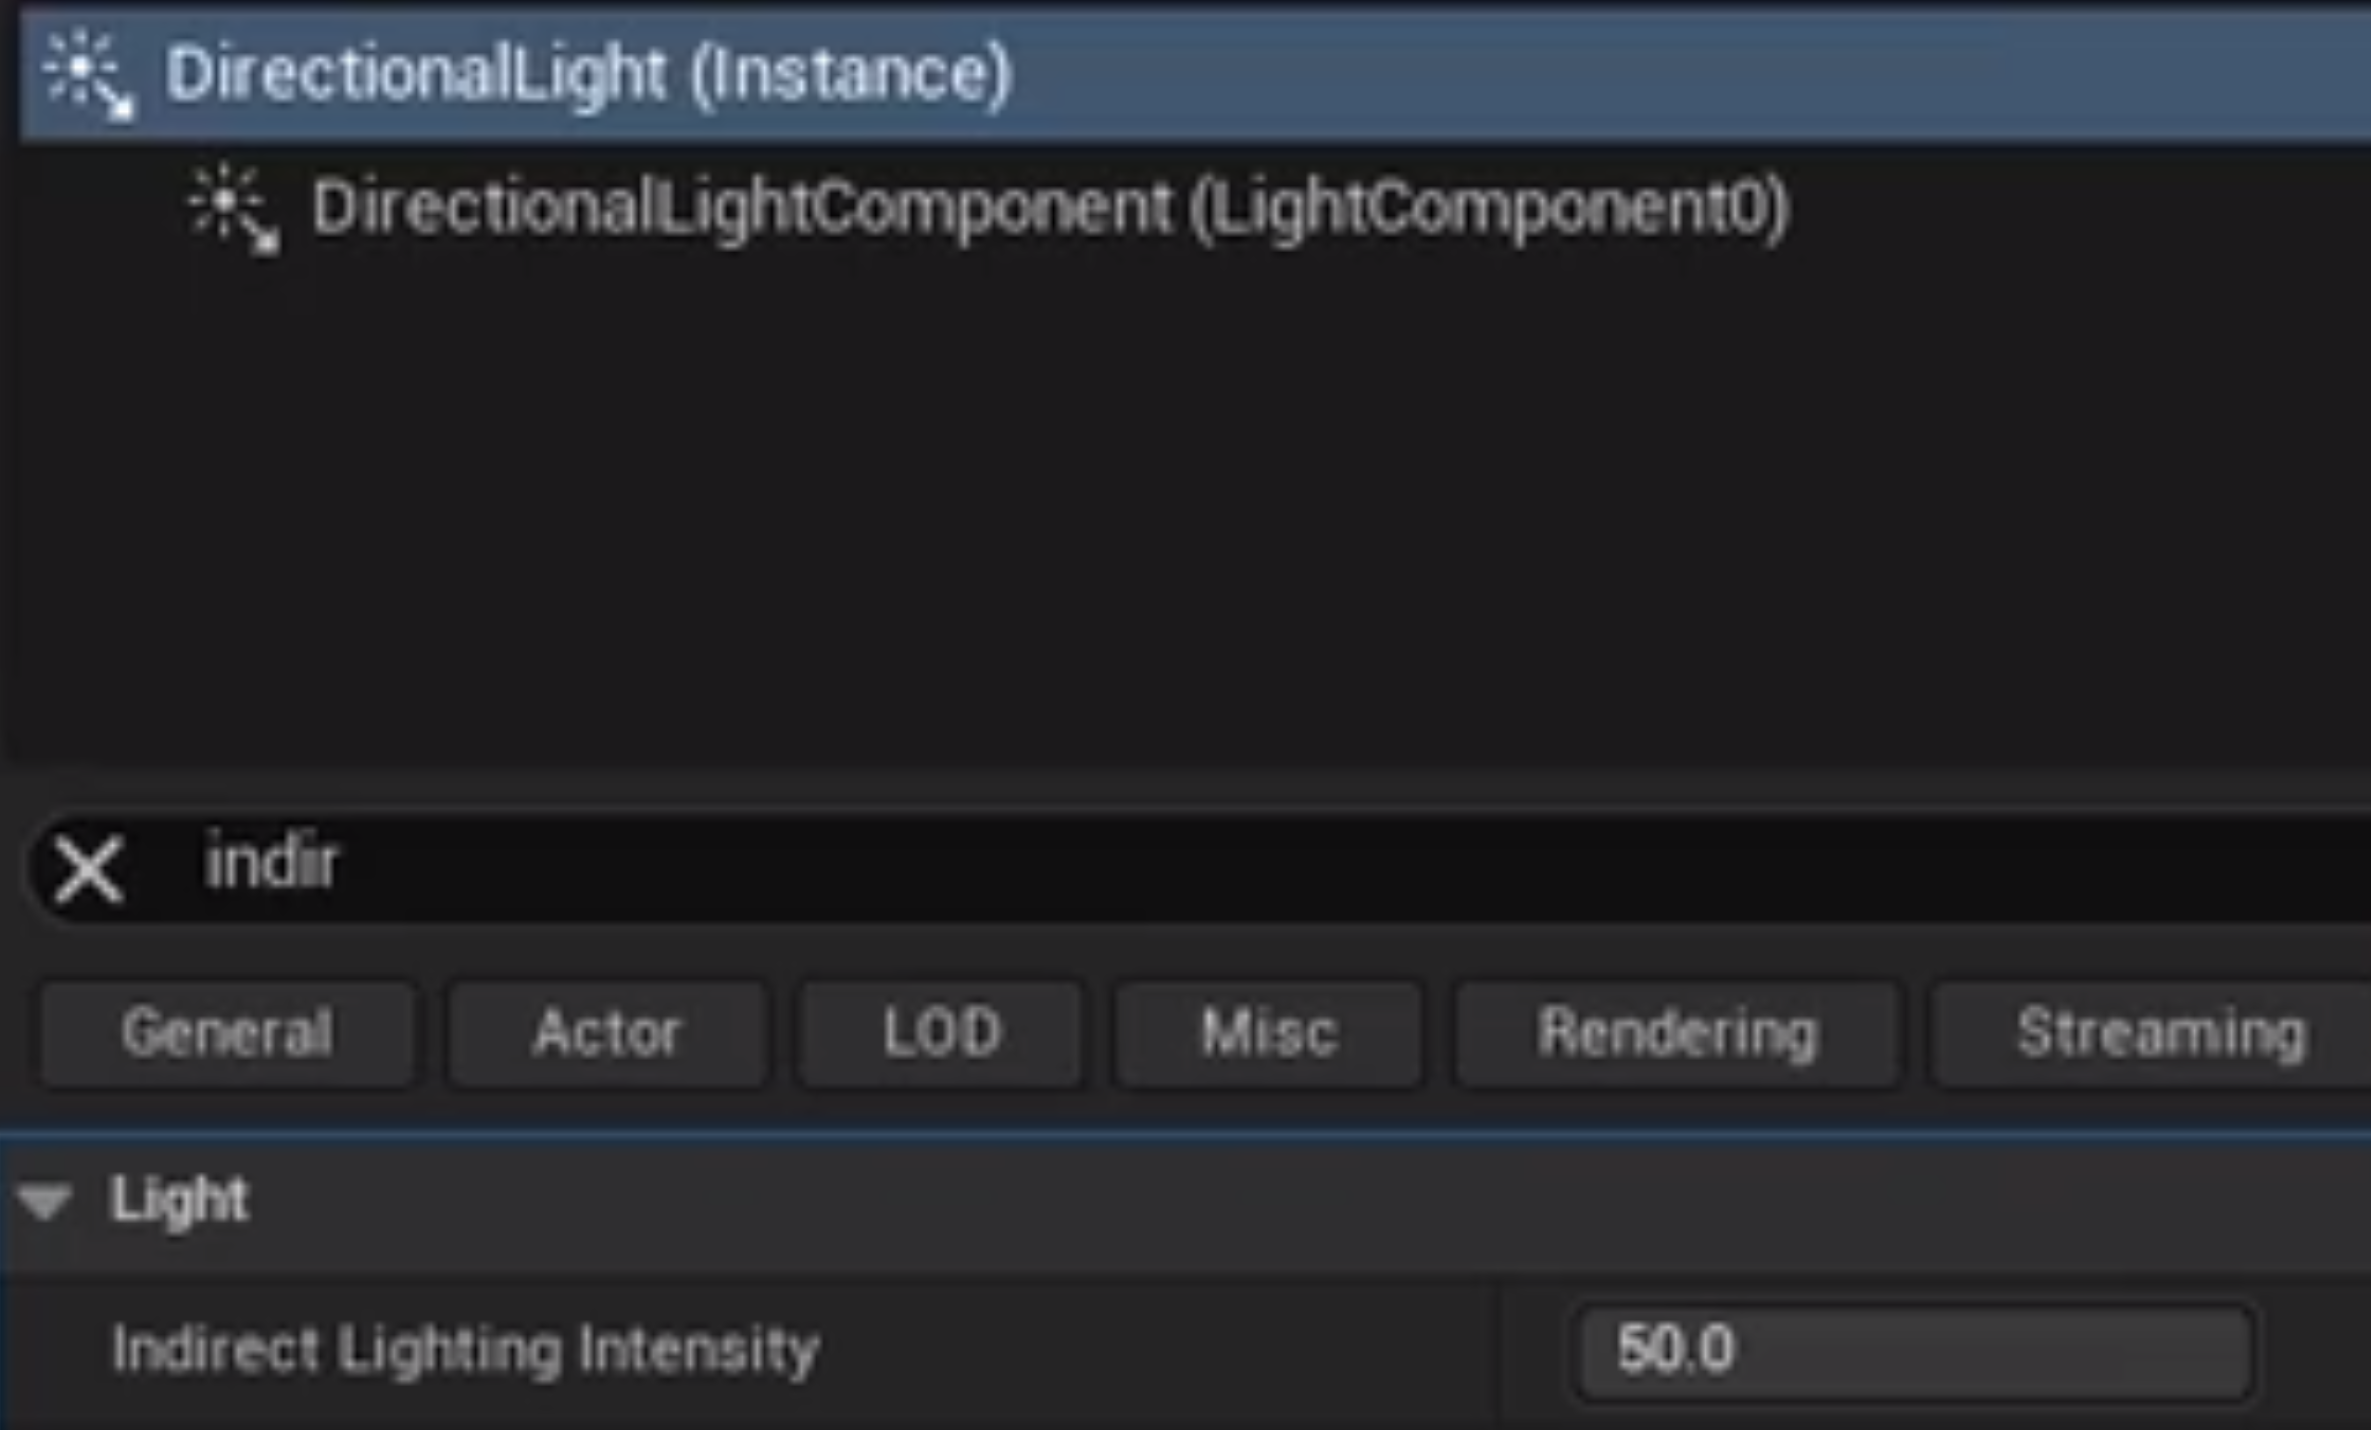 DirectionalLight (Instance)
DirectionalLightComponent (LightComponent0)
indir
General Actor LOD Misc Rendering Streaming
Light
Indirect Lighting Intensity 50.0